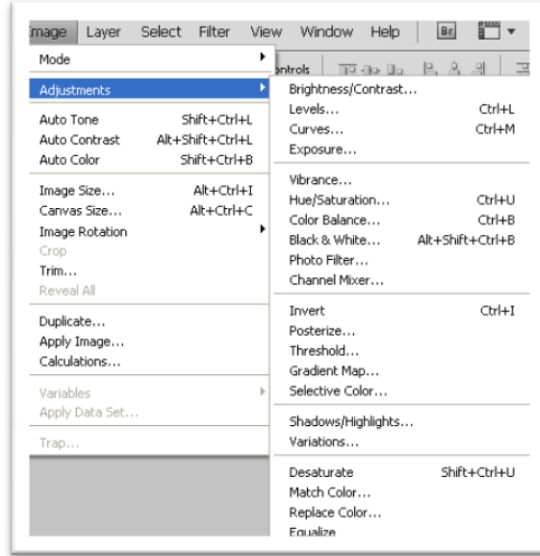 mage Layer Select Filter View Window Help Br
Mode
ontrols
Adjustments
Auto Tone Shift+Ctrl+L
Auto Contrast Alt+Shift+Ctrl+L
Auto Color Shift+Ctrl+B
Image Size... Alt+Ctrl+I
Canvas Size... Alt+Ctrl+C
Image Rotation
Crop
Trim...
Reveal All
Duplicate...
Apply Image...
Calculations...
Variables
Apply Data Set...
Trap...
Brightness/Contrast...
Levels... Ctrl+L
Curves... Ctrl+M
Exposure...
Vibrance...
Hue/Saturation... Ctrl+U
Color Balance... Ctrl+B
Black & White... Alt+Shift+Ctrl+B
Photo Filter...
Channel Mixer...
Invert Ctrl+I
Posterize...
Threshold...
Gradient Map...
Selective Color...
Shadows/Highlights...
Variations...
Desaturate Shift+Ctrl+U
Match Color...
Replace Color...
Equalize